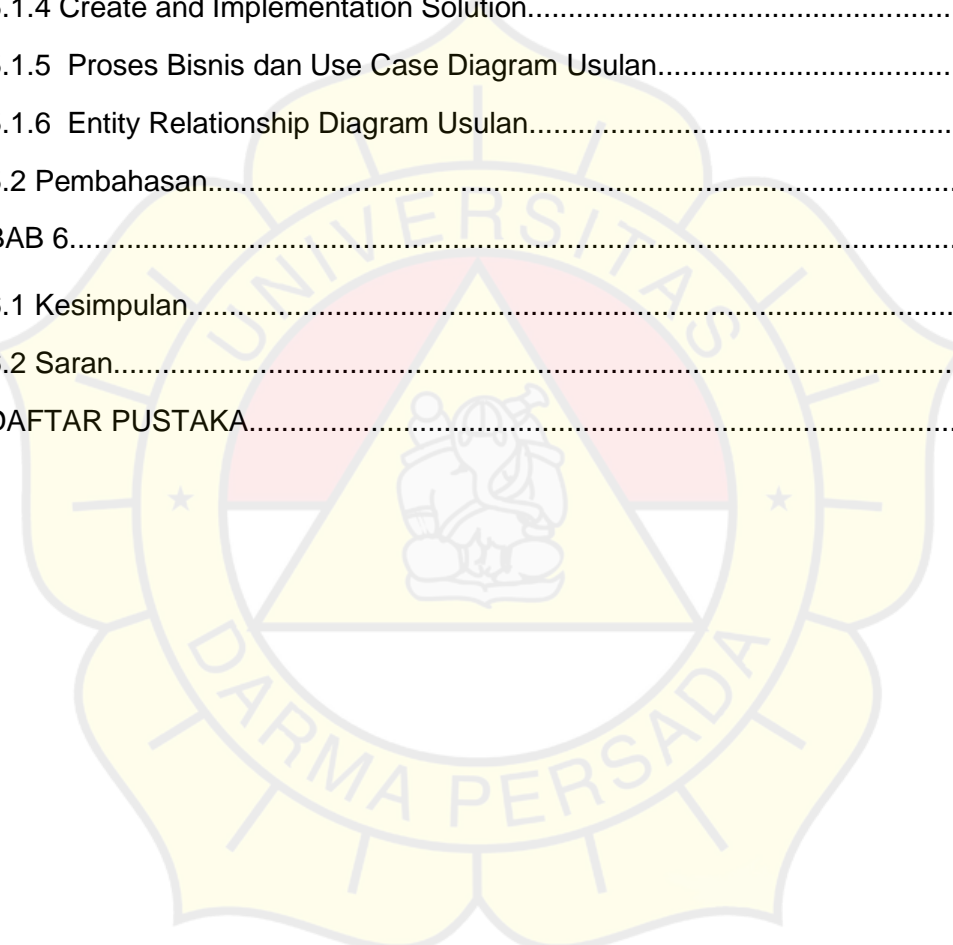 .1.4 Create and Implementation Solution
.1.5 Proses Bisnis dan Use Case Diagram Usulan
.1.6 Entity Relationship Diagram Usulan
.2 Pembahasan
BAB 6
.1 Kesimpulan
.2 Saran
DAFTAR PUSTAKA
UNIVERSITAS
DARMA PERSADA